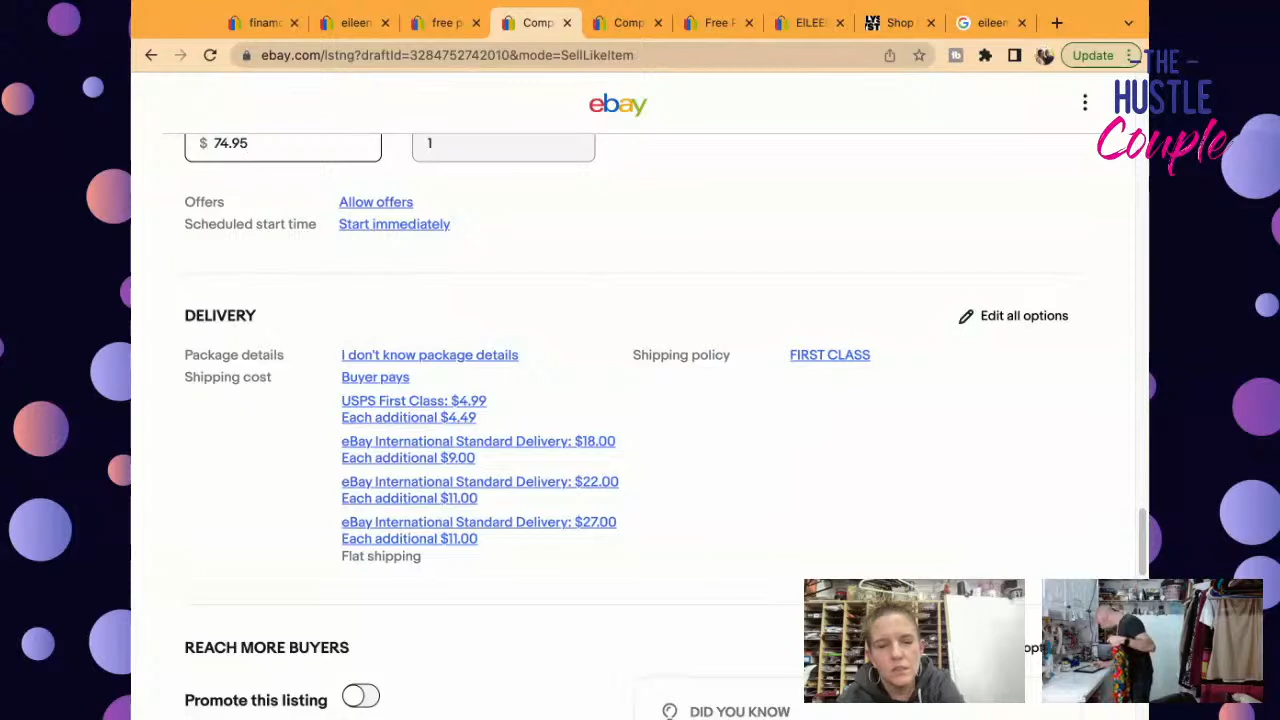 finamo
eileen
free p
Comp
Comp
Free F
EILEE
LYST Shop
eileen
ebay.com/lstng?draftId=3284752742010&mode=SellLikeItem
Update
THE
HUSTLE
Couple
ebay
$ 74.95
1
Offers
Allow offers
Scheduled start time
Start immediately
DELIVERY
Edit all options
Package details
I don't know package details
Shipping policy
FIRST CLASS
Shipping cost
Buyer pays
USPS First Class: $4.99
Each additional $4.49
eBay International Standard Delivery: $18.00
Each additional $9.00
eBay International Standard Delivery: $22.00
Each additional $11.00
eBay International Standard Delivery: $27.00
Each additional $11.00
Flat shipping
REACH MORE BUYERS
opt
Promote this listing
DID YOU KNOW